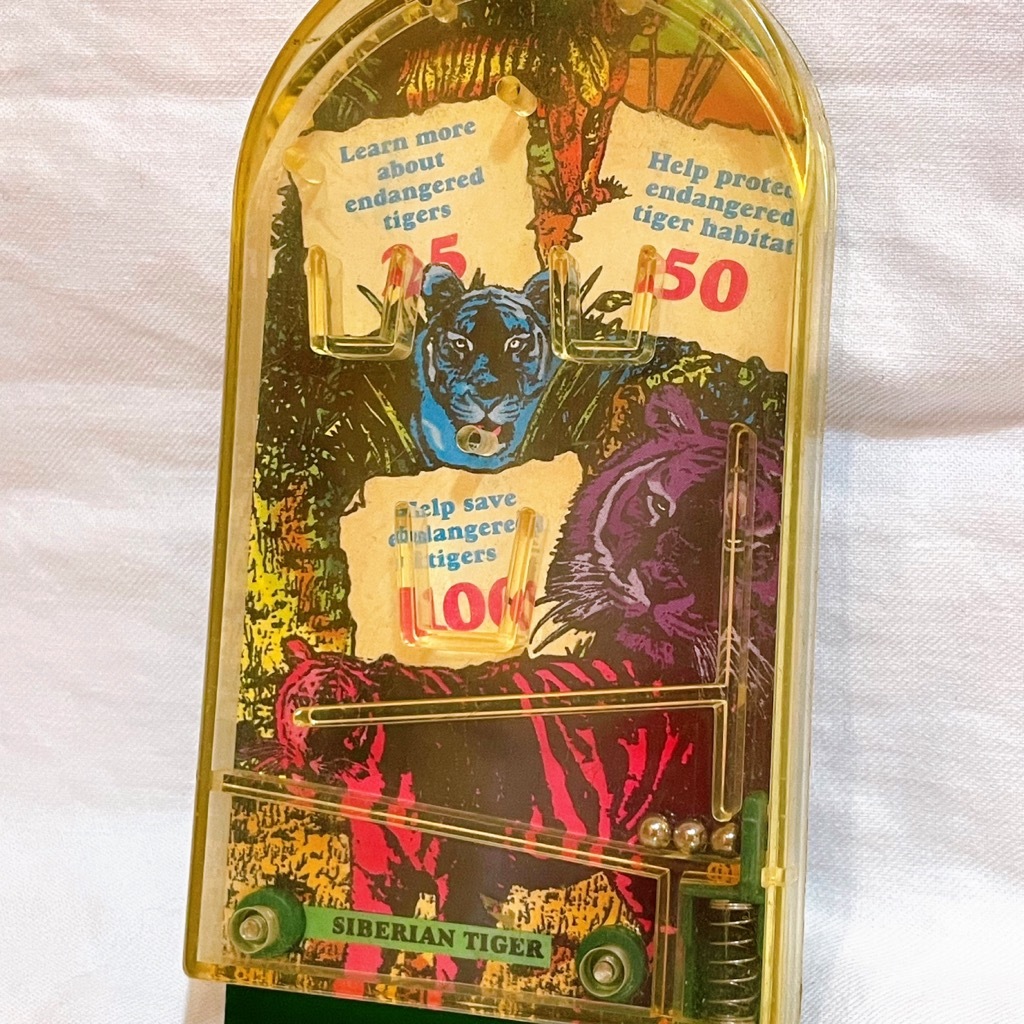 Learn more
about
endangered
tigers
25
Help protec
endangered
tiger habitat
50
Help save
endangered
tigers
100
SIBERIAN TIGER